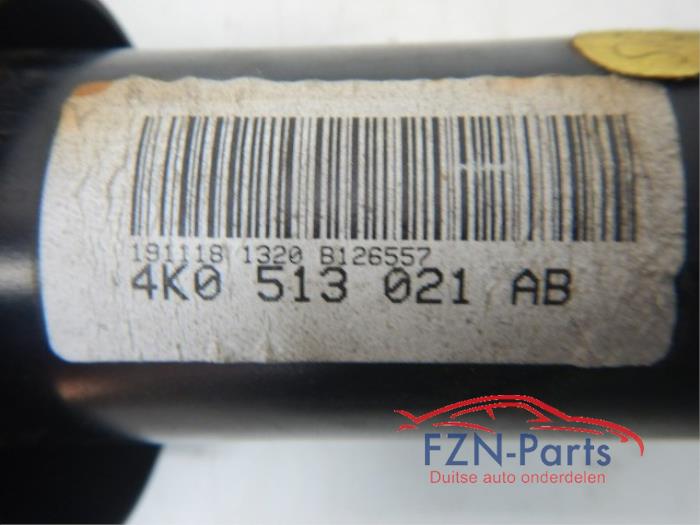 191118 1320 B126557
4K0 513 021 AB
FZN-Parts
Duitse auto onderdelen